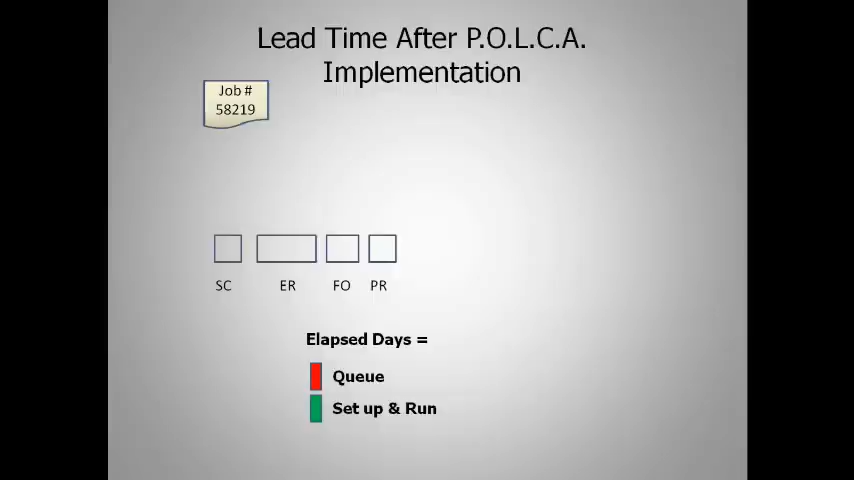 Lead Time After P.O.L.C.A.
Implementation
Job #
58219
SC ER FO PR
Elapsed Days =
Queue
Set up & Run